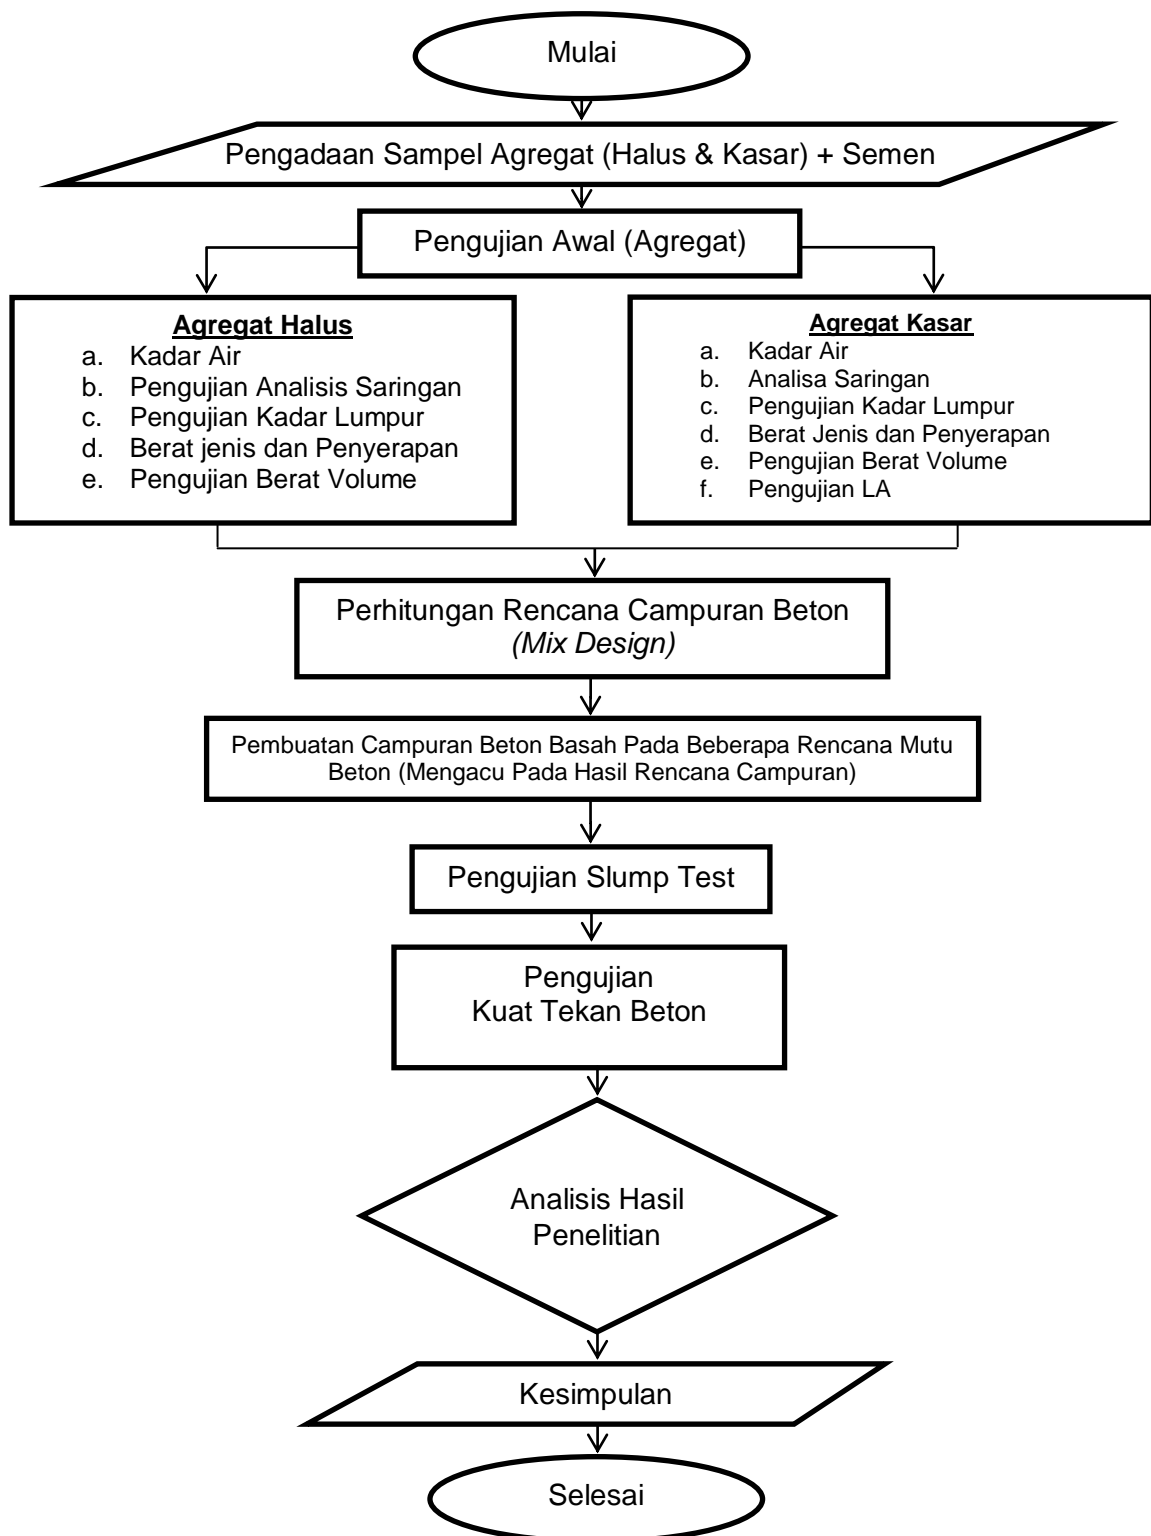 Mulai
Pengadaan Sampel Agregat (Halus & Kasar) + Semen
Pengujian Awal (Agregat)
Agregat Halus
a. Kadar Air
b. Pengujian Analisis Saringan
c. Pengujian Kadar Lumpur
d. Berat jenis dan Penyerapan
e. Pengujian Berat Volume
Agregat Kasar
a. Kadar Air
b. Analisa Saringan
c. Pengujian Kadar Lumpur
d. Berat Jenis dan Penyerapan
e. Pengujian Berat Volume
f. Pengujian LA
Perhitungan Rencana Campuran Beton
(Mix Design)
Pembuatan Campuran Beton Basah Pada Beberapa Rencana Mutu
Beton (Mengacu Pada Hasil Rencana Campuran)
Pengujian Slump Test
Pengujian
Kuat Tekan Beton
Analisis Hasil
Penelitian
Kesimpulan
Selesai